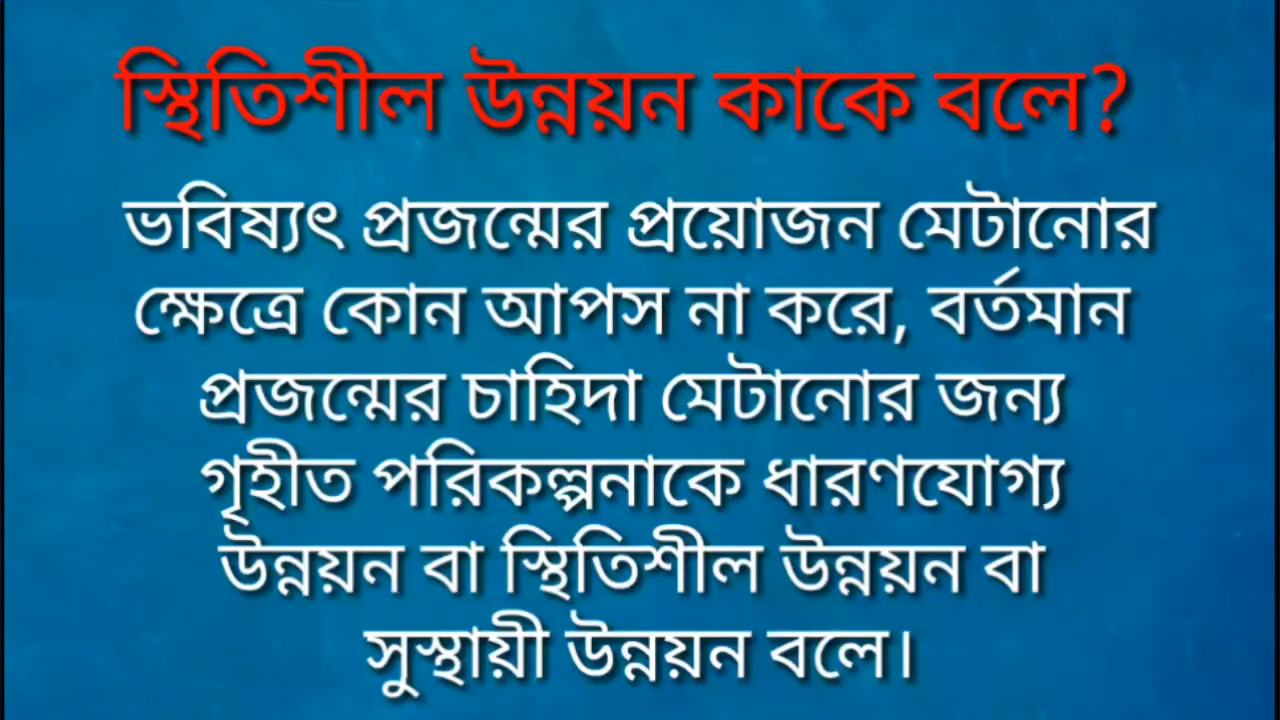 স্থিতিশীল উন্নয়ন কাকে বলে?
ভবিষ্যৎ প্রজন্মের প্রয়োজন মেটানোর
ক্ষেত্রে কোন আপস না করে, বর্তমান
প্রজন্মের চাহিদা মেটানোর জন্য
গৃহীত পরিকল্পনাকে ধারণযোগ্য
উন্নয়ন বা স্থিতিশীল উন্নয়ন বা
সুস্থায়ী উন্নয়ন বলে।